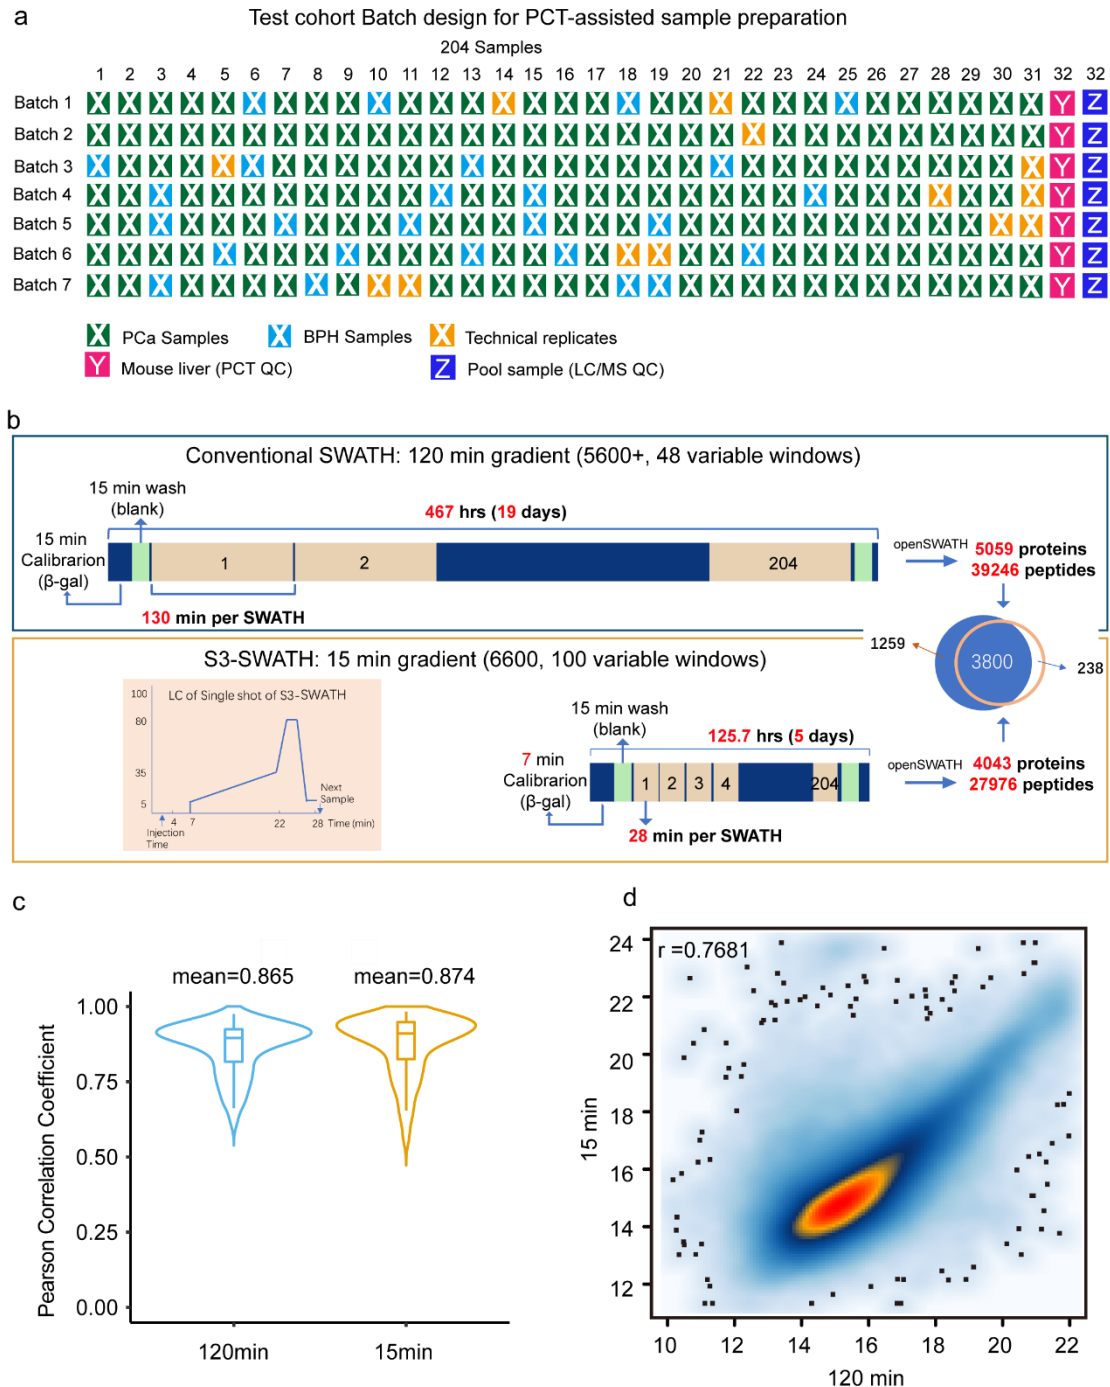 a
Test cohort Batch design for PCT-assisted sample preparation
204 Samples
1 2 3 4 5 6 7 8 9 10 11 12 13 14 15 16 17 18 19 20 21 22 23 24 25 26 27 28 29 30 31 32 32
Batch 1 X X X X X X X X X X X X X X X X X X X X X X X X X X X X X X X Y Z
Batch 2 X X X X X X X X X X X X X X X X X X X X X X X X X X X X X X X Y Z
Batch 3 X X X X X X X X X X X X X X X X X X X X X X X X X X X X X X X Y Z
Batch 4 X X X X X X X X X X X X X X X X X X X X X X X X X X X X X X X Y Z
Batch 5 X X X X X X X X X X X X X X X X X X X X X X X X X X X X X X X Y Z
Batch 6 X X X X X X X X X X X X X X X X X X X X X X X X X X X X X X X Y Z
Batch 7 X X X X X X X X X X X X X X X X X X X X X X X X X X X X X X X Y Z
X PCa Samples X BPH Samples X Technical replicates
Y Mouse liver (PCT QC) Z Pool sample (LC/MS QC)
b
Conventional SWATH: 120 min gradient (5600+, 48 variable windows)
15 min wash
(blank)
467 hrs (19 days)
15 min
Calibrarion
(β-gal)
1 2 204
130 min per SWATH
openSWATH
5059 proteins
39246 peptides
1259
3800
238
S3-SWATH: 15 min gradient (6600, 100 variable windows)
LC of Single shot of S3-SWATH
100
80
35
5
Injection
Time
4 7 22 28 Time (min)
Next
Sample
15 min wash
(blank)
125.7 hrs (5 days)
7 min
Calibrarion
(β-gal)
1 2 3 4 204
28 min per SWATH
openSWATH
4043 proteins
27976 peptides
c
mean=0.865 mean=0.874
Pearson Correlation Coefficient
1.00
0.75
0.50
0.25
0.00
120min 15min
d
r =0.7681
15 min
24
22
20
18
16
14
12
10 12 14 16 18 20 22
120 min